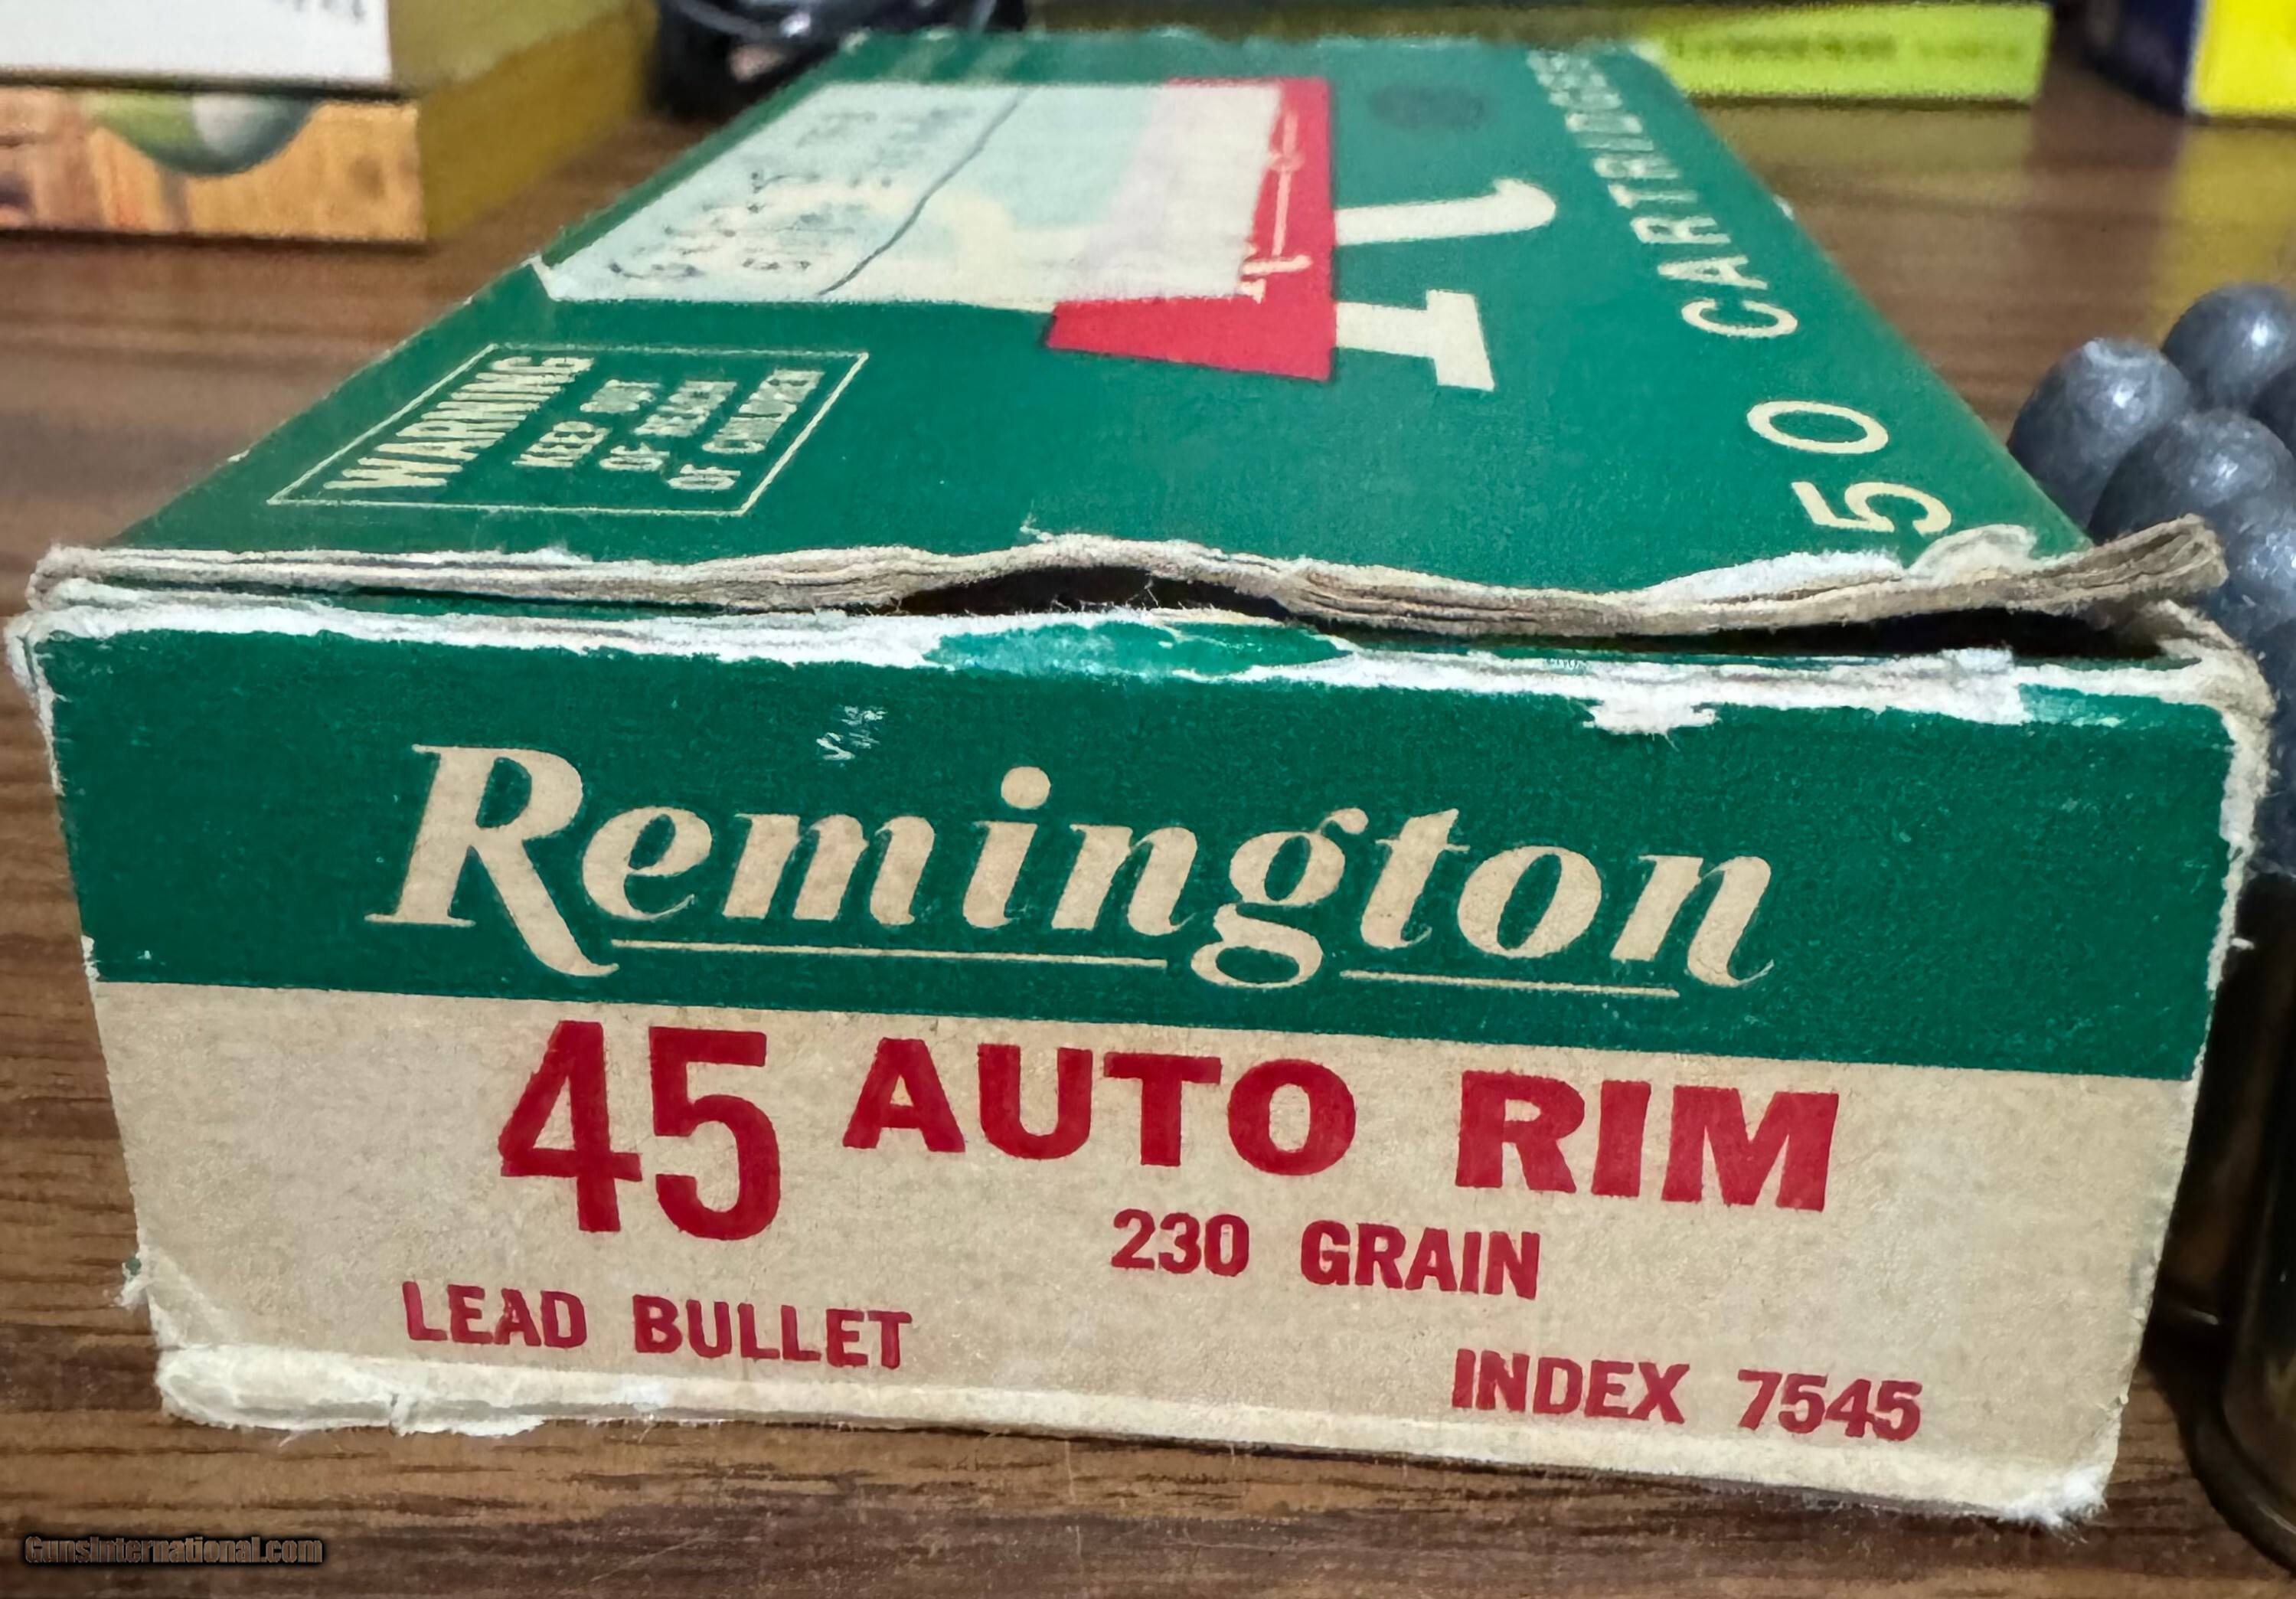 50 CARTRIDGES
WARNING
KEEP OUT
OF REACH
OF CHILDREN
Remington
45 AUTO RIM
230 GRAIN
LEAD BULLET
INDEX 7545
GunsInternational.com